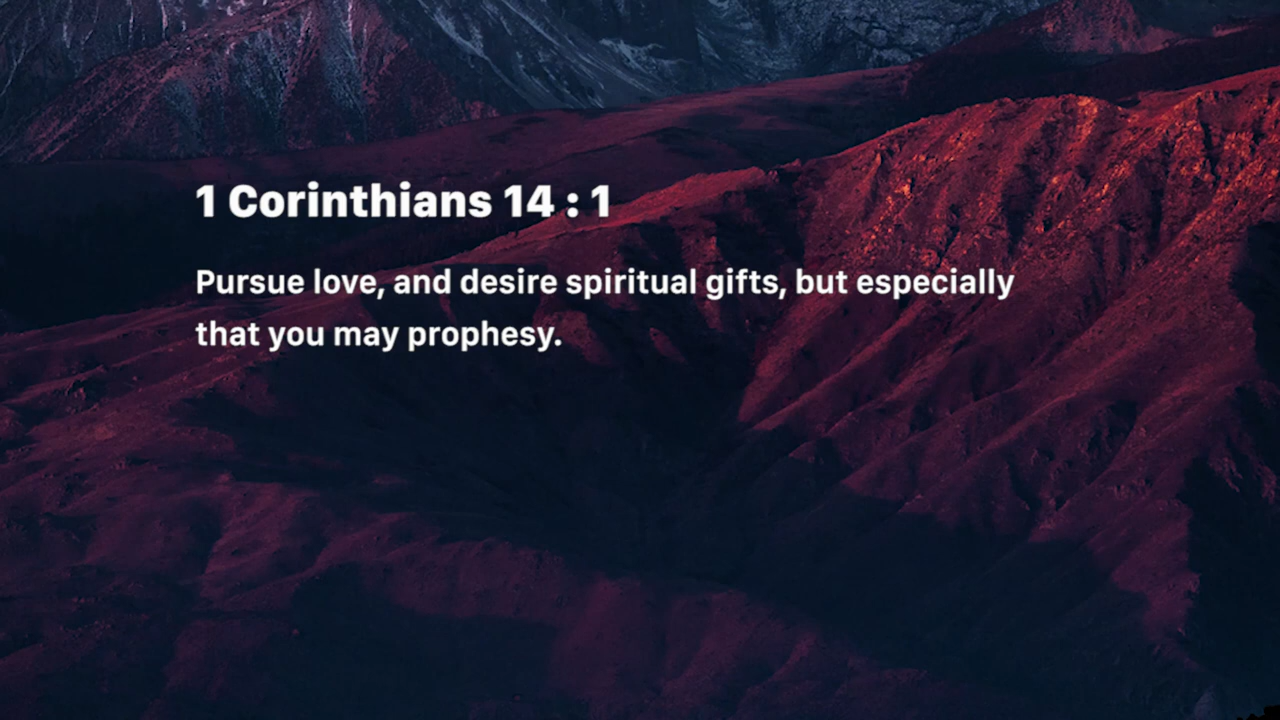 1 Corinthians 14 : 1
Pursue love, and desire spiritual gifts, but especially
that you may prophesy.